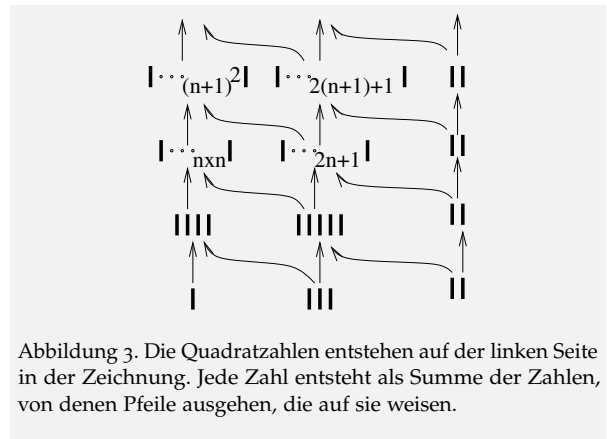 |∘∘∘(n+1)2| |∘∘∘2(n+1)+1 | ||
|∘∘∘nxn| |∘∘∘2n+1| ||
|||| ||||| ||
| ||| ||
Abbildung 3. Die Quadratzahlen entstehen auf der linken Seite
in der Zeichnung. Jede Zahl entsteht als Summe der Zahlen,
von denen Pfeile ausgehen, die auf sie weisen.